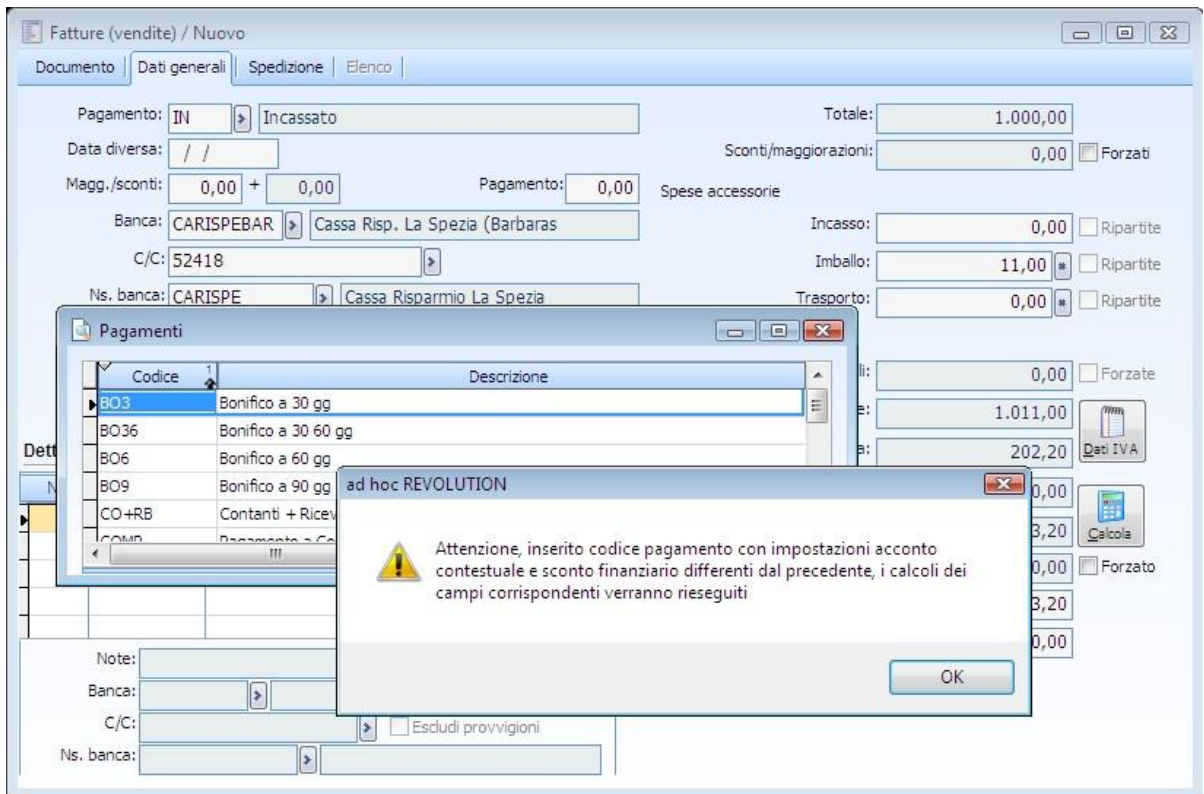 Fatture (vendite) / Nuovo
Documento Dati generali Spedizione Elenco
Pagamento: IN Incassato
Totale: 1.000,00
Data diversa: / /
Sconti/maggiorazioni: 0,00 Forzati
Magg./sconti: 0,00 + 0,00 Pagamento: 0,00
Spese accessorie
Banca: CARISPEBAR Cassa Risp. La Spezia (Barbaras
Incasso: 0,00 Ripartite
C/C: 52418
Imballo: 11,00 Ripartite
Ns. banca: CARISPE Cassa Risparmio La Spezia
Trasporto: 0,00 Ripartite
Pagamenti
Codice 1 Descrizione
0,00 Forzate
BO3 Bonifico a 30 gg
1.011,00
BO36 Bonifico a 30 60 gg
Dett
202,20 Dati IVA
BO6 Bonifico a 60 gg
BO9 Bonifico a 90 gg
0,00
CO+RB Contanti + Ricev
3,20 Calcola
0,00 Forzato
3,20
0,00
ad hoc REVOLUTION
Attenzione, inserito codice pagamento con impostazioni acconto
contestuale e sconto finanziario differenti dal precedente, i calcoli dei
campi corrispondenti verranno rieseguiti
OK
Note:
Banca:
C/C: Escludi provvigioni
Ns. banca: